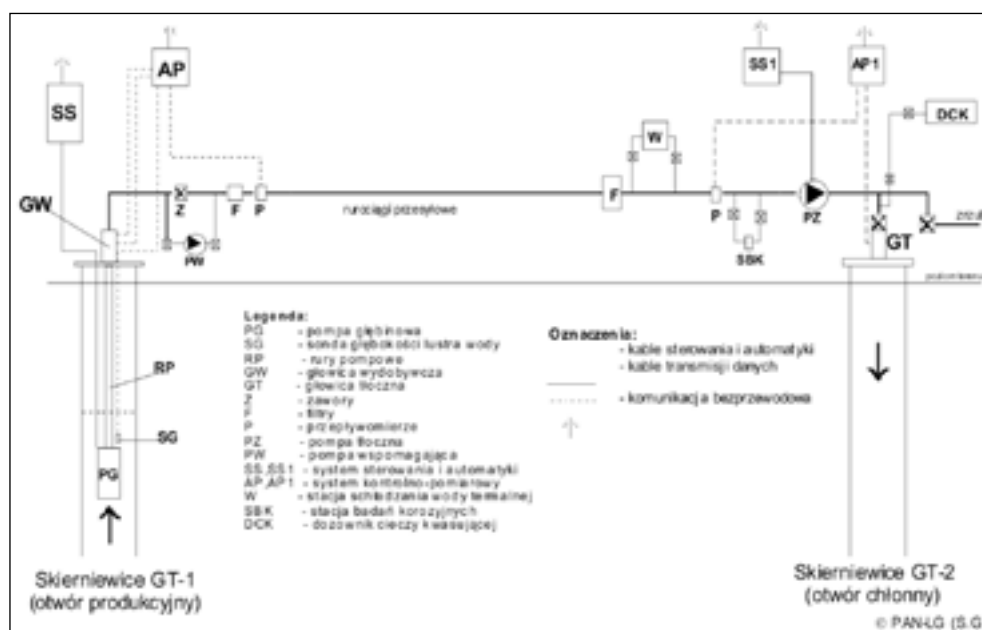 SS
AP
SS1
AP1
DCK
W
GW
Z
F
P
PW
rurociągi przesyłowe
F
P
SBK
PZ
GT
zrzut
RP
SG
PG
Legenda:
PG - pompa głębinowa
SG - sonda głębokości lustra wody
RP - rury pompowe
GW - głowica wydobywcza
GT - głowica tłoczna
Z - zawory
F - filtry
P - przepływomierze
PZ - pompa tłoczna
PW - pompa wspomagająca
SS,SS1 - system sterowania i automatyki
AP,AP1 - system kontrolno-pomiarowy
W - stacja schładzania wody termalnej
SBK - stacja badań korozyjnych
DCK - dozownik cieczy kwasującej
Oznaczenia:
- kable sterowania i automatyki
- kable transmisji danych
- komunikacja bezprzewodowa
Skierniewice GT-1
(otwór produkcyjny)
Skierniewice GT-2
(otwór chłonny)
© PAN-LG (S.G